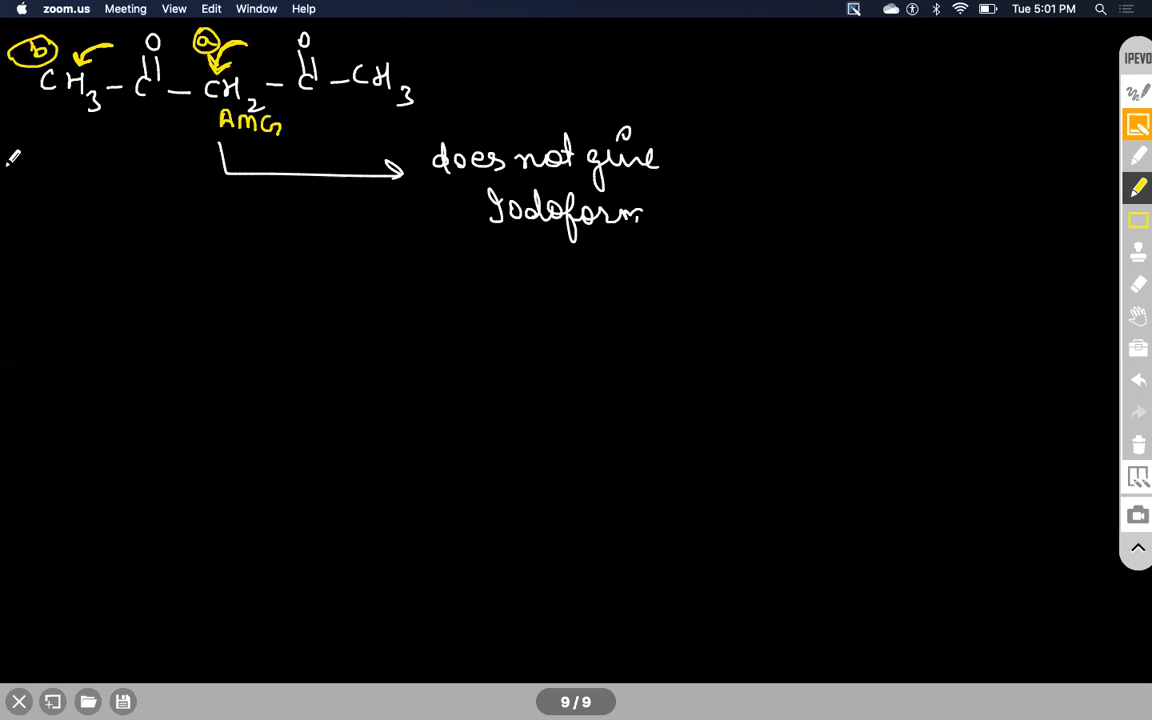 zoom.us Meeting View Edit Window Help Tue 5:01 PM
IPEVO
b a
O O
CH3 - C - CH2 - C - CH3
AMG
does not give
Iodoform
9 / 9